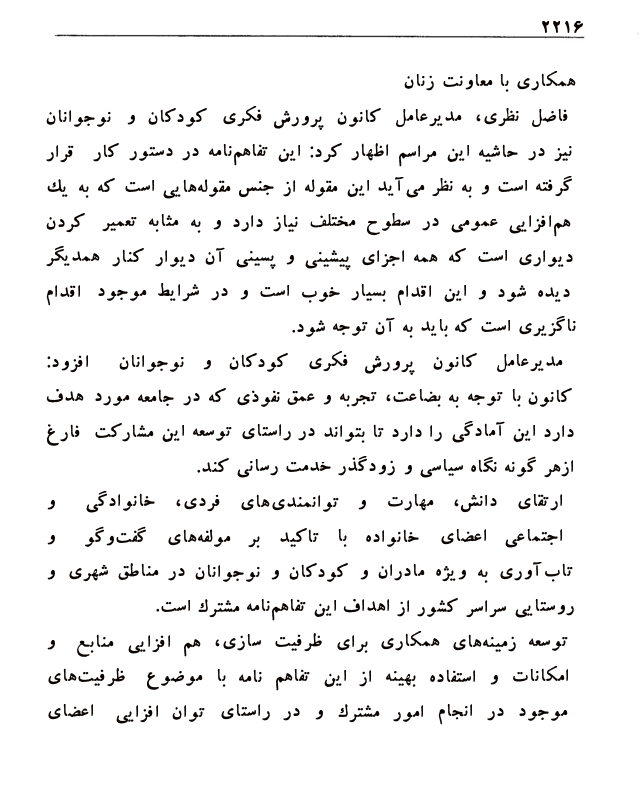 ۲۲۱۶
همکاری با معاونت زنان
فاضل نظری، مدیرعامل کانون پرورش فکری کودکان و نوجوانان
نیز در حاشیه این مراسم اظهار کرد: این تفاهم‌نامه در دستور کار قرار
گرفته است و به نظر می‌آید این مقوله از جنس مقوله‌هایی است که به یك
هم‌افزایی عمومی در سطوح مختلف نیاز دارد و به مثابه تعمیر کردن
دیواری است که همه اجزای پیشینی و پسینی آن دیوار کنار همدیگر
دیده شود و این اقدام بسیار خوب است و در شرایط موجود اقدام
ناگزیری است که باید به آن توجه شود.
مدیرعامل کانون پرورش فکری کودکان و نوجوانان افزود:
کانون با توجه به بضاعت، تجربه و عمق نفوذی که در جامعه مورد هدف
دارد این آمادگی را دارد تا بتواند در راستای توسعه این مشارکت فارغ
ازهر گونه نگاه سیاسی و زودگذر خدمت رسانی کند.
ارتقای دانش، مهارت و توانمندی‌های فردی، خانوادگی و
اجتماعی اعضای خانواده با تاکید بر مولفه‌های گفت‌وگو و
تاب‌آوری به ویژه مادران و کودکان و نوجوانان در مناطق شهری و
روستایی سراسر کشور از اهداف این تفاهم‌نامه مشترك است.
توسعه زمینه‌های همکاری برای ظرفیت سازی، هم افزایی منابع و
امکانات و استفاده بهینه از این تفاهم نامه با موضوع ظرفیت‌های
موجود در انجام امور مشترك و در راستای توان افزایی اعضای